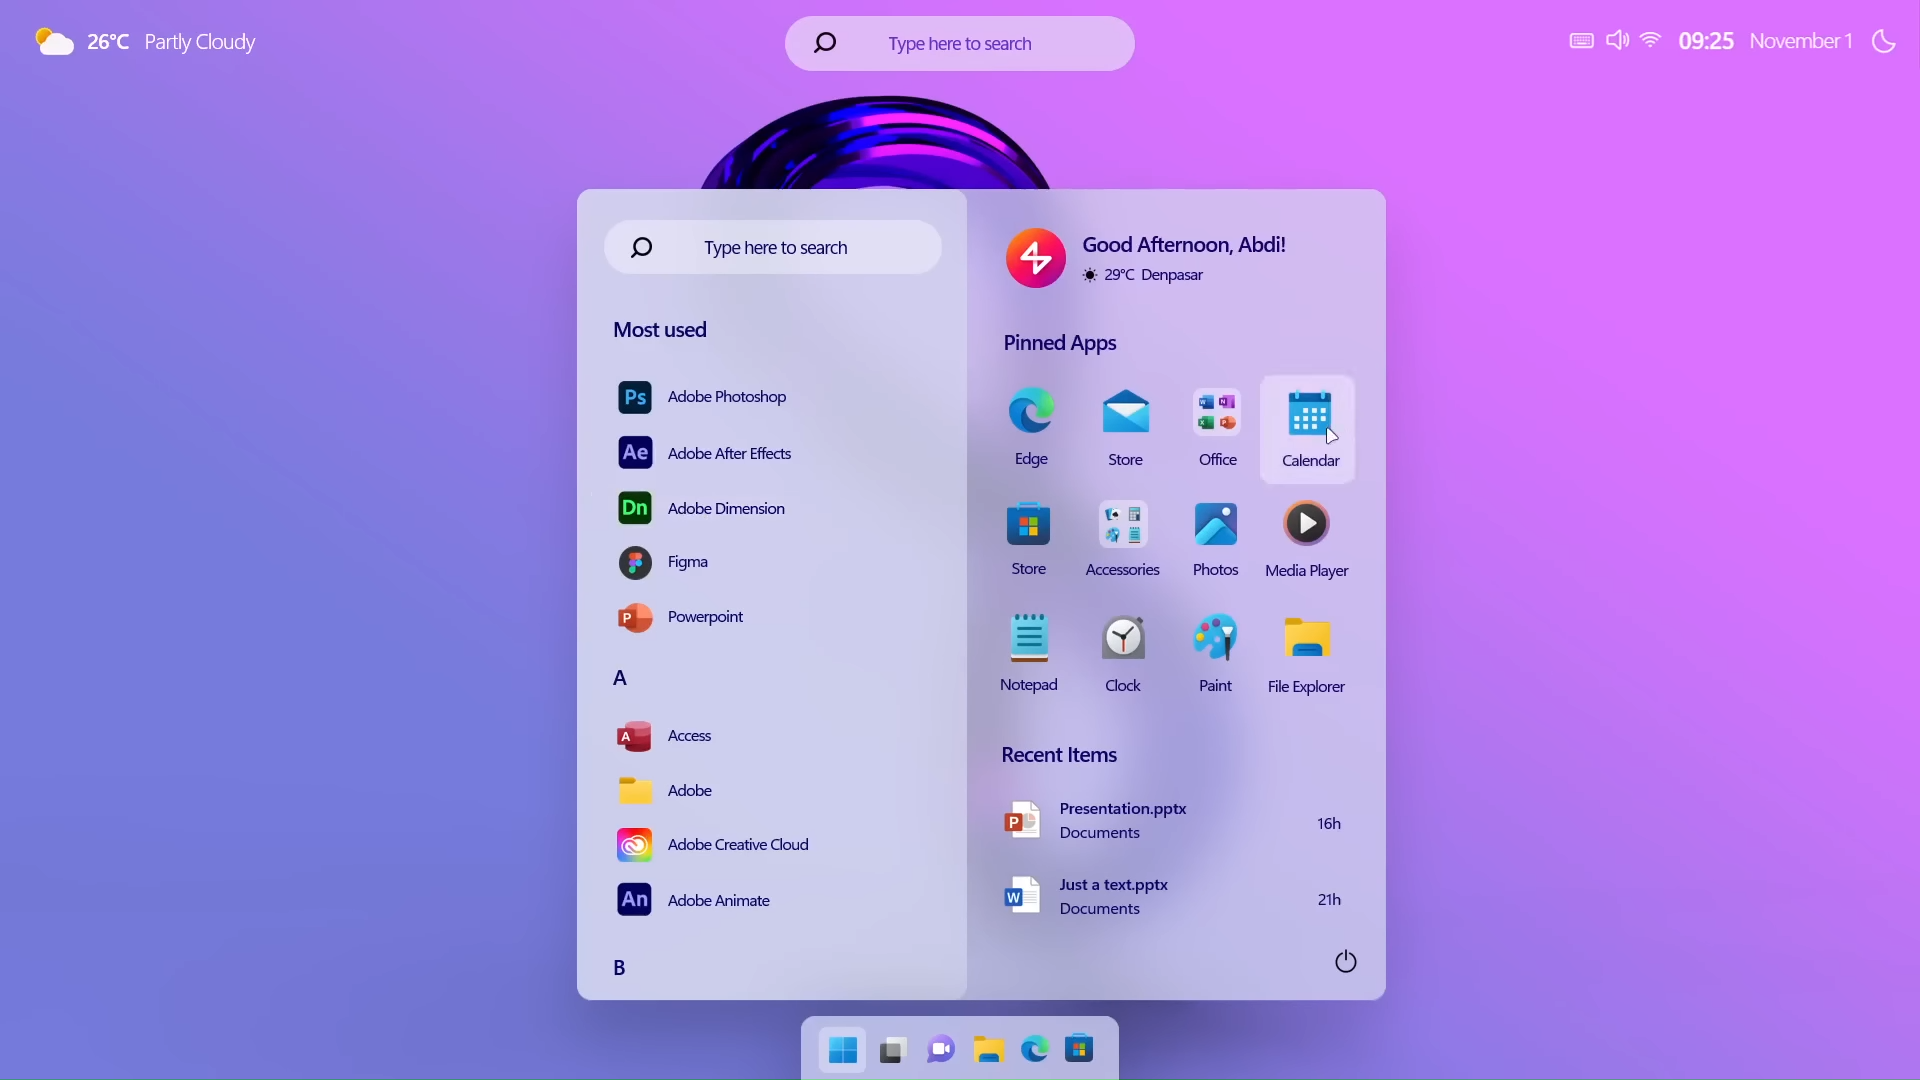 26°C Partly Cloudy
Type here to search
09:25 November 1
Type here to search
Most used
Ps Adobe Photoshop
Ae Adobe After Effects
Dn Adobe Dimension
Figma
P Powerpoint
A
A Access
Adobe
Adobe Creative Cloud
An Adobe Animate
B
Good Afternoon, Abdi!
29°C Denpasar
Pinned Apps
Edge Store Office Calendar
Store Accessories Photos Media Player
Notepad Clock Paint File Explorer
Recent Items
P Presentation.pptx
Documents
16h
W Just a text.pptx
Documents
21h